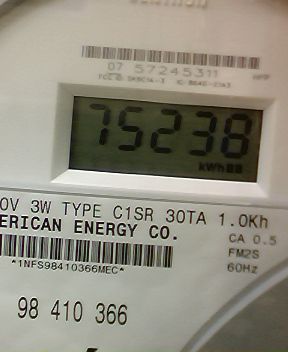 07 57245311
75238
kWh
0V 3W TYPE C1SR 30TA 1.0Kh
ERICAN ENERGY CO.
CA 0.5
FM2S
*1NFS98410366MEC*
60Hz
98 410 366